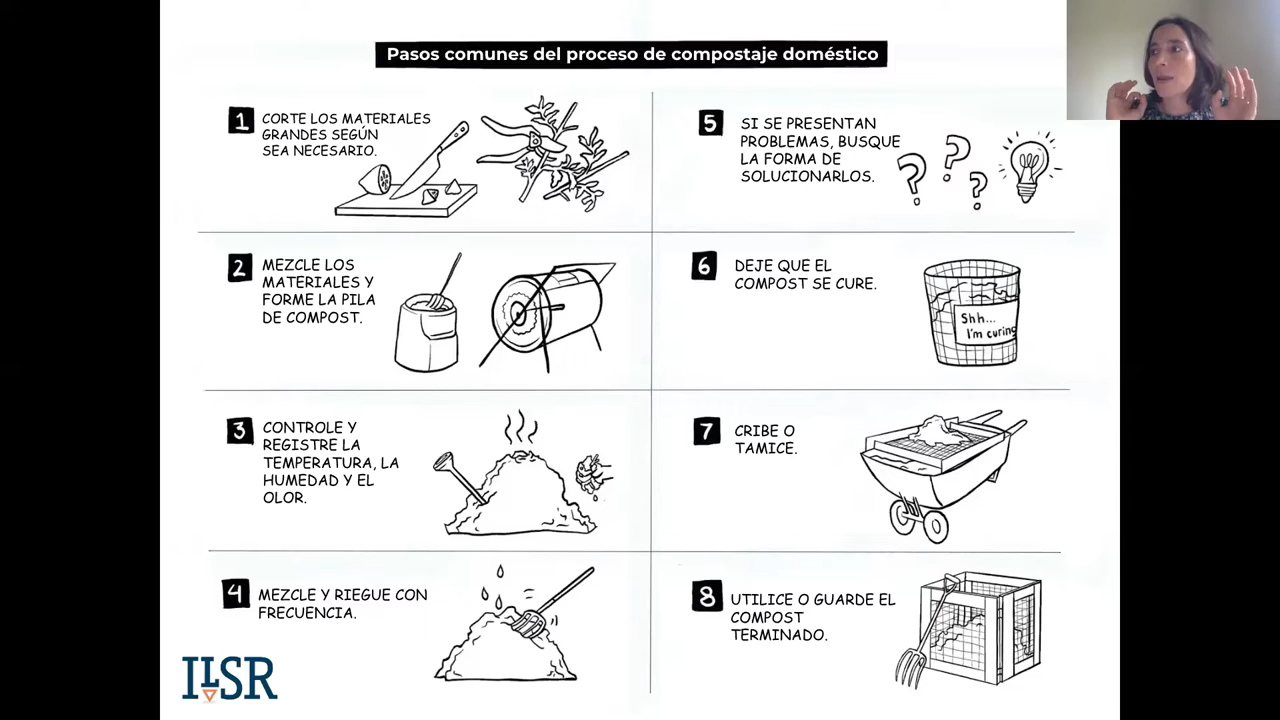 Pasos comunes del proceso de compostaje doméstico
1
CORTE LOS MATERIALES
GRANDES SEGÚN
SEA NECESARIO.
2
MEZCLE LOS
MATERIALES Y
FORME LA PILA
DE COMPOST.
3
CONTROLE Y
REGISTRE LA
TEMPERATURA, LA
HUMEDAD Y EL
OLOR.
4
MEZCLE Y RIEGUE CON
FRECUENCIA.
5
SI SE PRESENTAN
PROBLEMAS, BUSQUE
LA FORMA DE
SOLUCIONARLOS.
? ? ?
6
DEJE QUE EL
COMPOST SE CURE.
Shh...
I'm curing
7
CRIBE O
TAMICE.
8
UTILICE O GUARDE EL
COMPOST
TERMINADO.
ILSR